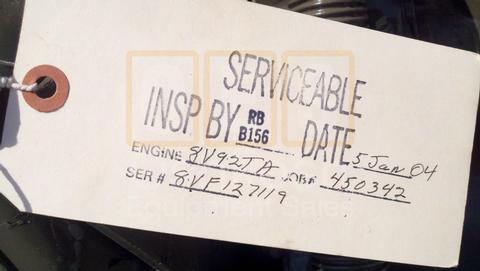 SERVICEABLE
INSP BY RB B156 DATE 5 Jan 04
ENGINE 8V92TA JOB# 450342
SER # 8VF127119